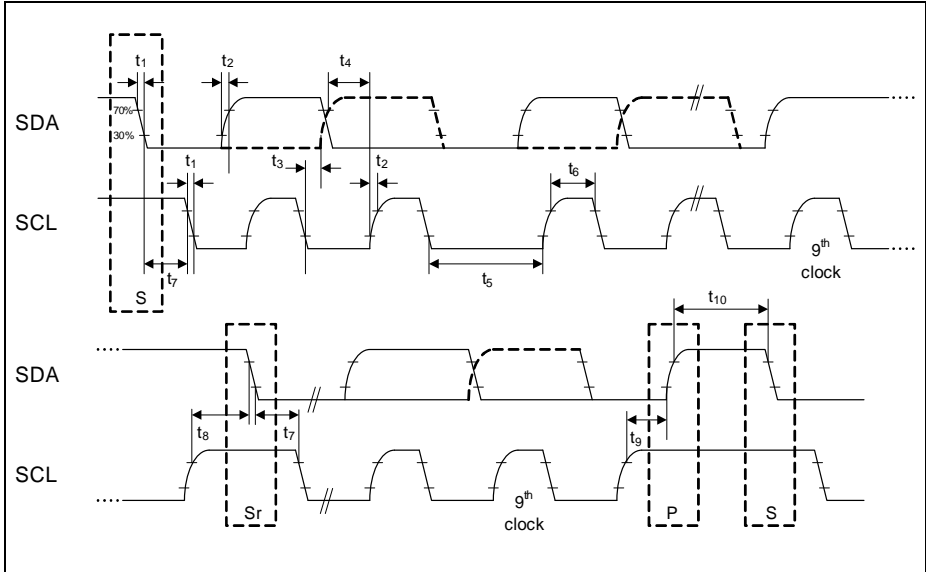 t1 t2 t4
SDA
70%
30%
t1 t3 t2 t6
SCL
t7 t5
9th
clock
S
t10
SDA
t8 t7 t9
SCL
Sr
9th
clock
P
S